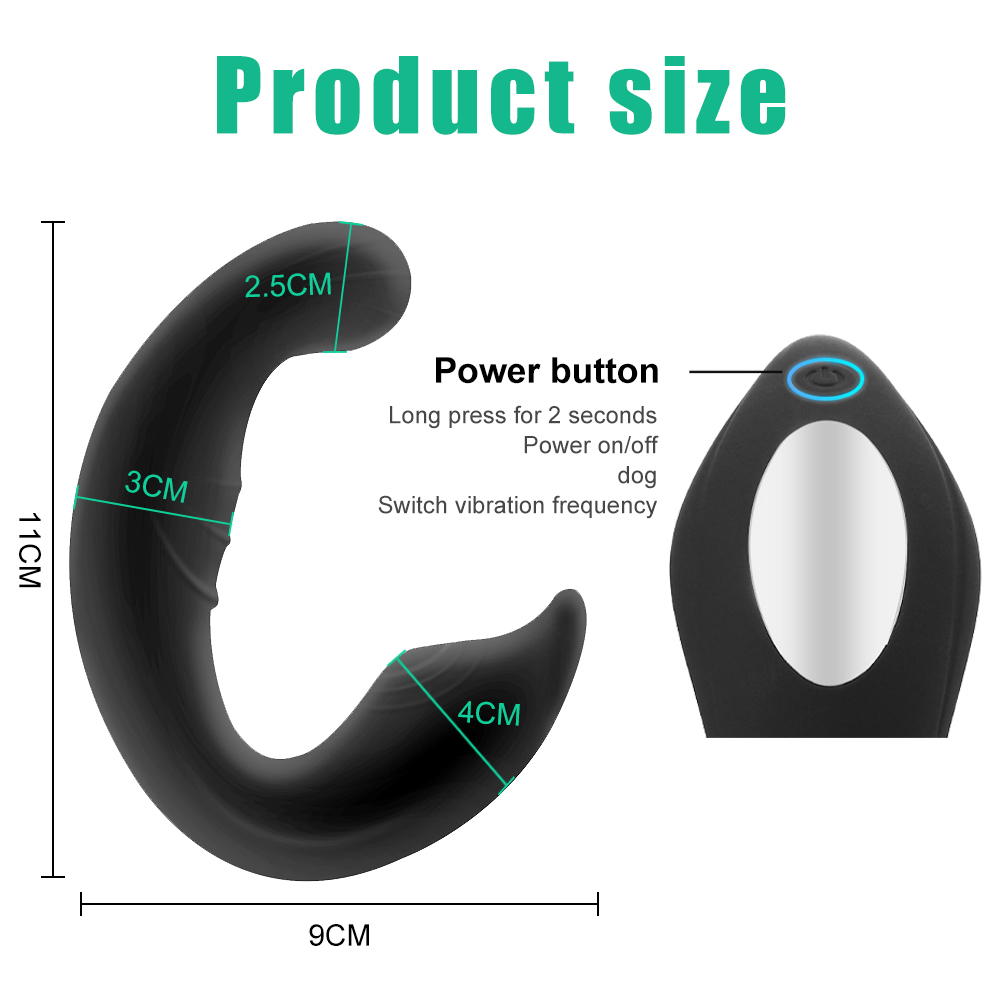 Product size
2.5CM
3CM
11CM
4CM
9CM
Power button
Long press for 2 seconds
Power on/off
dog
Switch vibration frequency